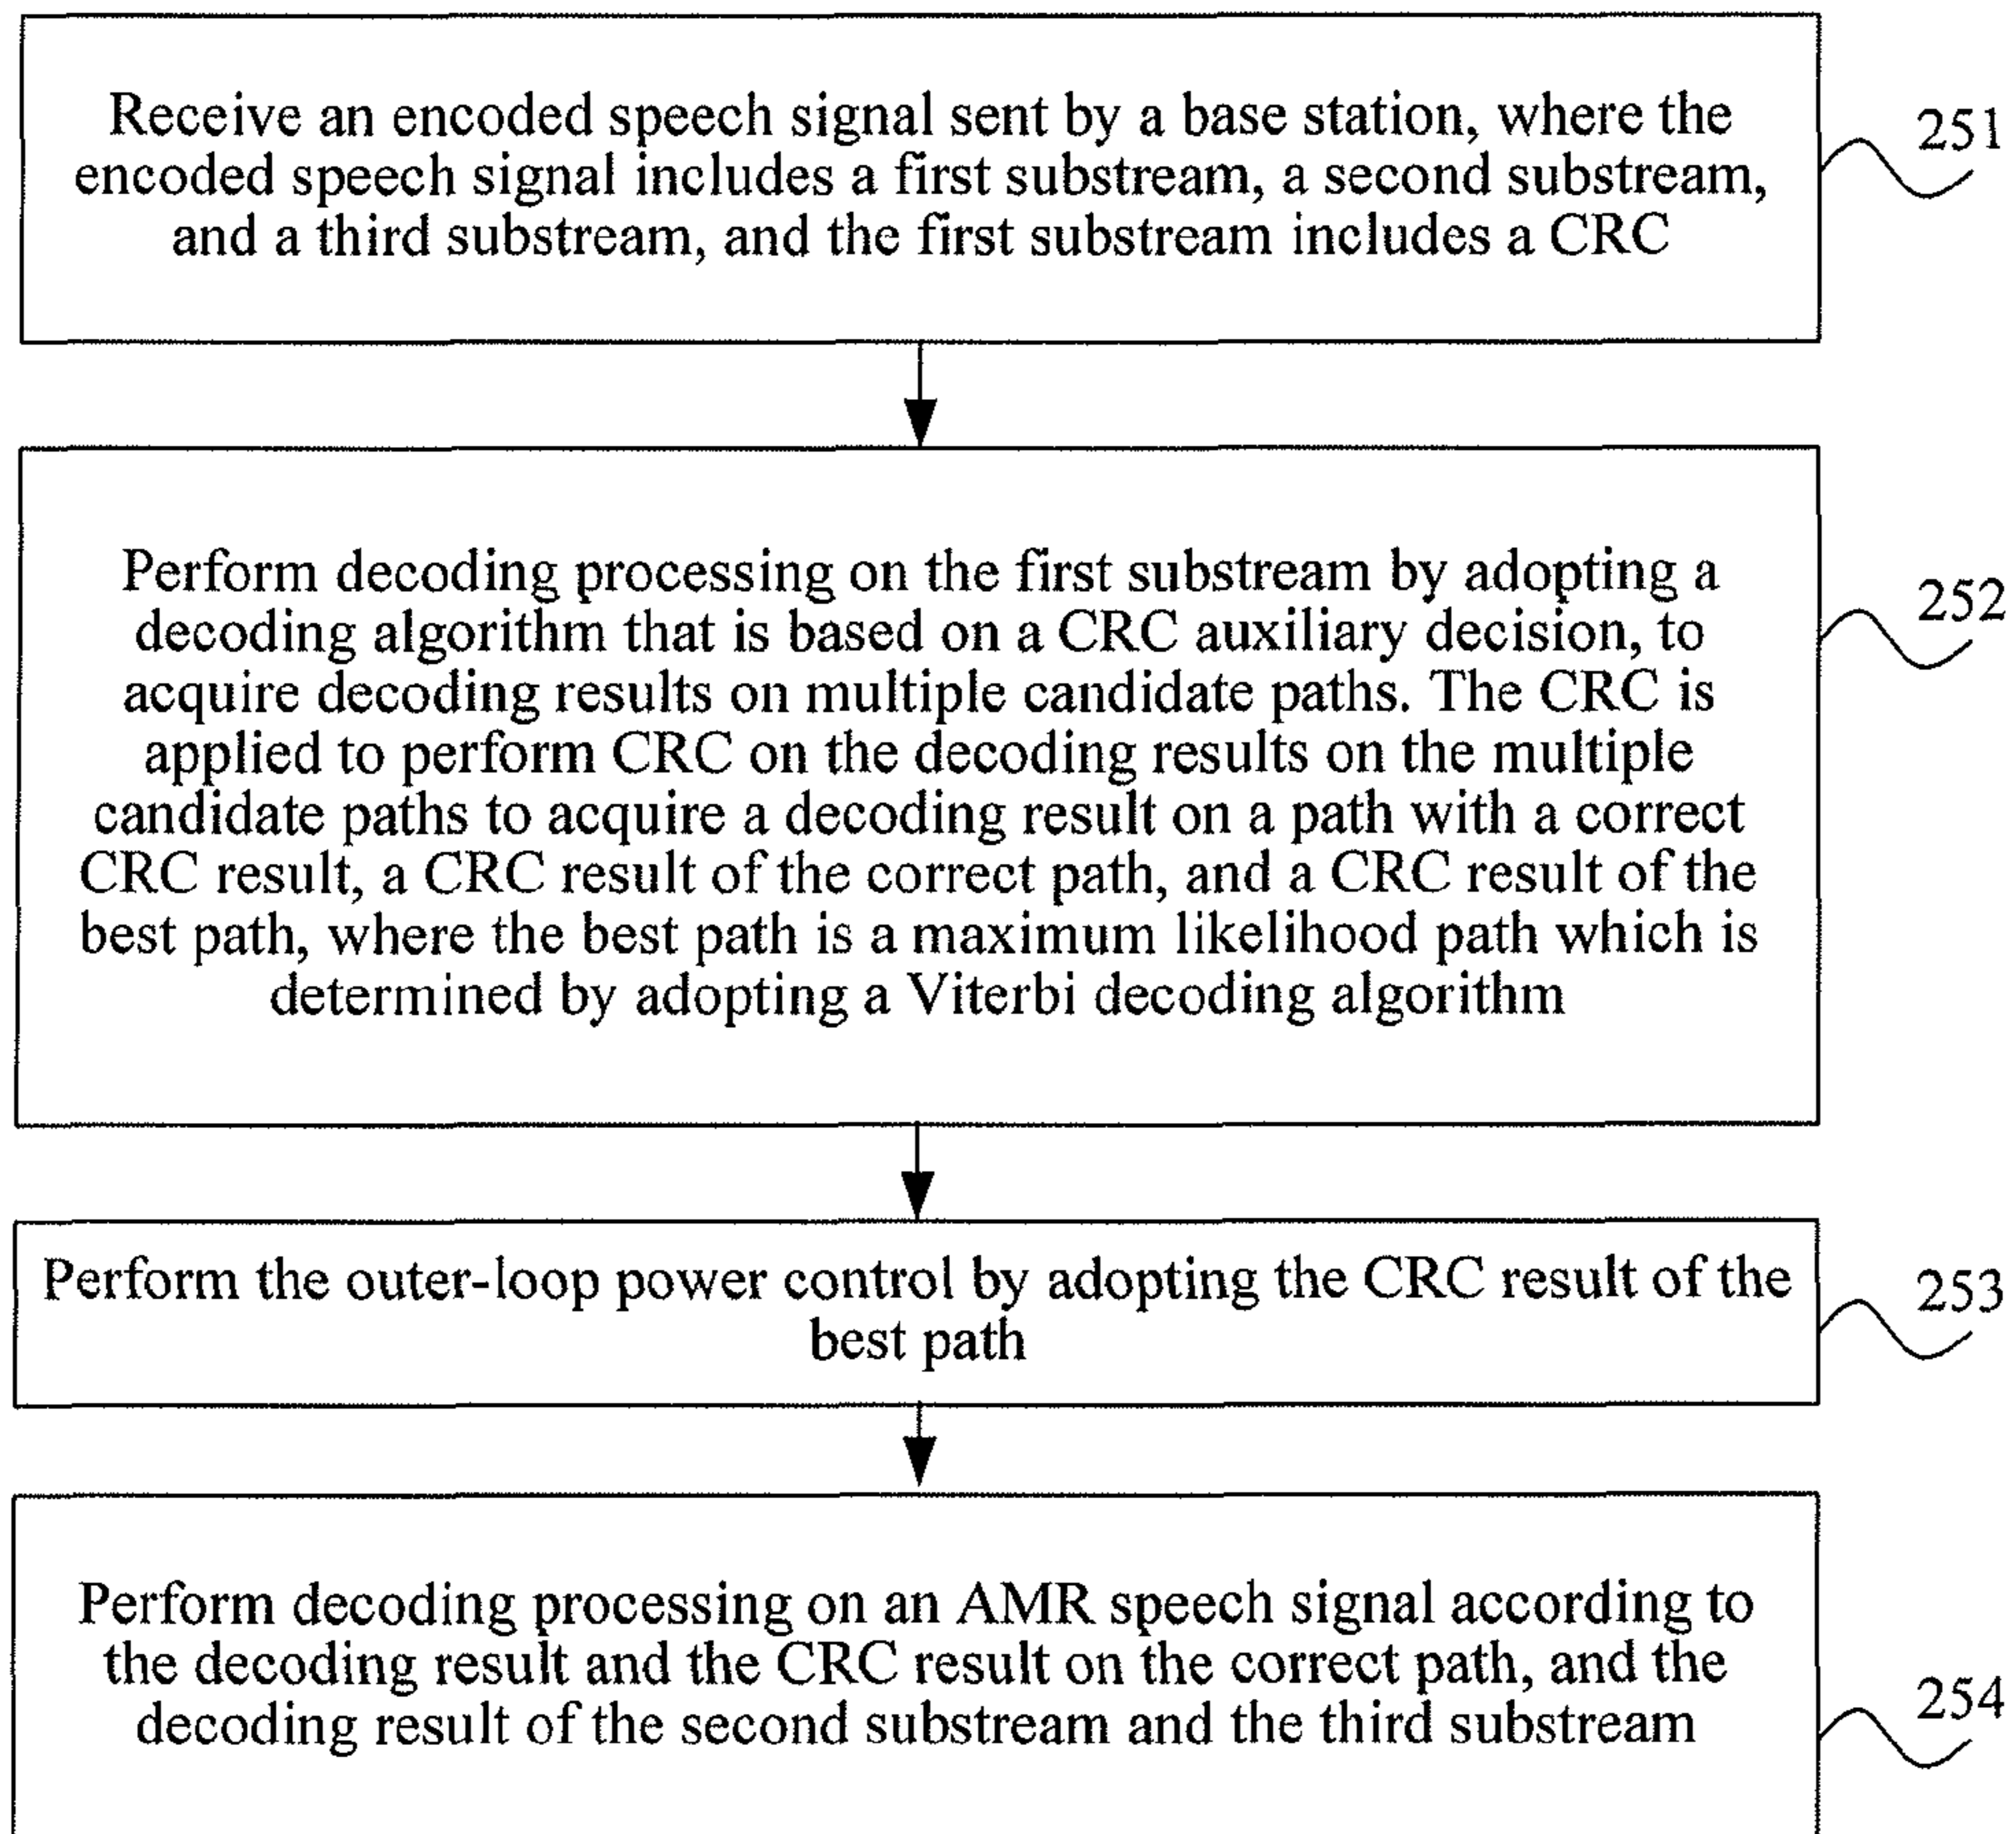 Receive an encoded speech signal sent by a base station, where the
encoded speech signal includes a first substream, a second substream,
and a third substream, and the first substream includes a CRC
251
Perform decoding processing on the first substream by adopting a
decoding algorithm that is based on a CRC auxiliary decision, to
acquire decoding results on multiple candidate paths. The CRC is
applied to perform CRC on the decoding results on the multiple
candidate paths to acquire a decoding result on a path with a correct
CRC result, a CRC result of the correct path, and a CRC result of the
best path, where the best path is a maximum likelihood path which is
determined by adopting a Viterbi decoding algorithm
252
Perform the outer-loop power control by adopting the CRC result of the
best path
253
Perform decoding processing on an AMR speech signal according to
the decoding result and the CRC result on the correct path, and the
decoding result of the second substream and the third substream
254